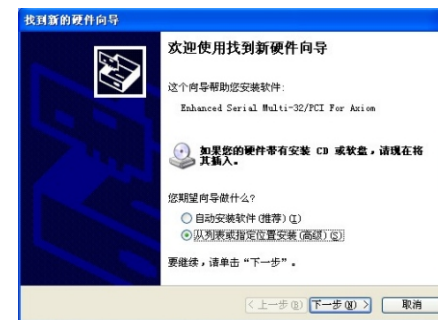 找到新的硬件向导
欢迎使用找到新硬件向导
这个向导帮助您安装软件:
Enhanced Serial Multi-32/PCI For Axiom
如果您的硬件带有安装 CD 或软盘，请现在将
其插入。
您期望向导做什么?
自动安装软件(推荐)(I)
从列表或指定位置安装(高级)(S)
要继续，请单击“下一步”。
< 上一步(B) 下一步(N) > 取消